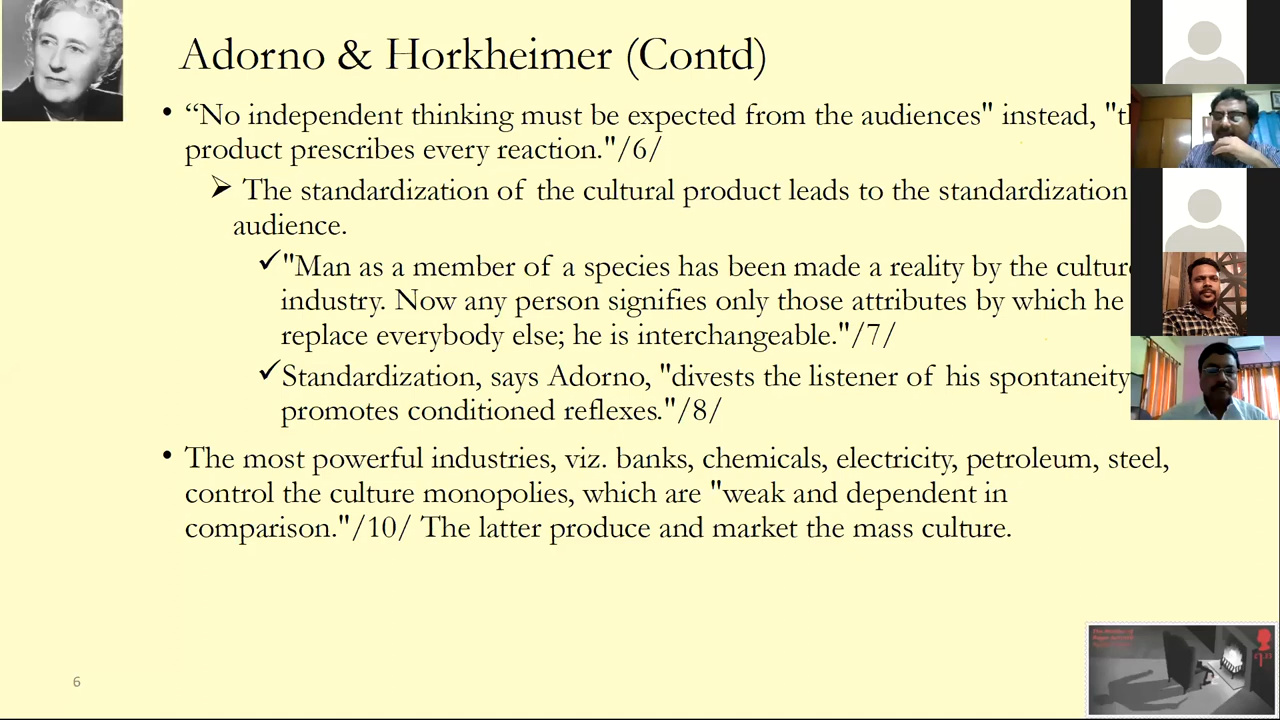 Adorno & Horkheimer (Contd)
• “No independent thinking must be expected from the audiences" instead, "
product prescribes every reaction."/6/
➢ The standardization of the cultural product leads to the standardization
audience.
✓"Man as a member of a species has been made a reality by the culture
industry. Now any person signifies only those attributes by which he
replace everybody else; he is interchangeable."/7/
✓Standardization, says Adorno, "divests the listener of his spontaneity
promotes conditioned reflexes."/8/
• The most powerful industries, viz. banks, chemicals, electricity, petroleum, steel,
control the culture monopolies, which are "weak and dependent in
comparison."/10/ The latter produce and market the mass culture.
6